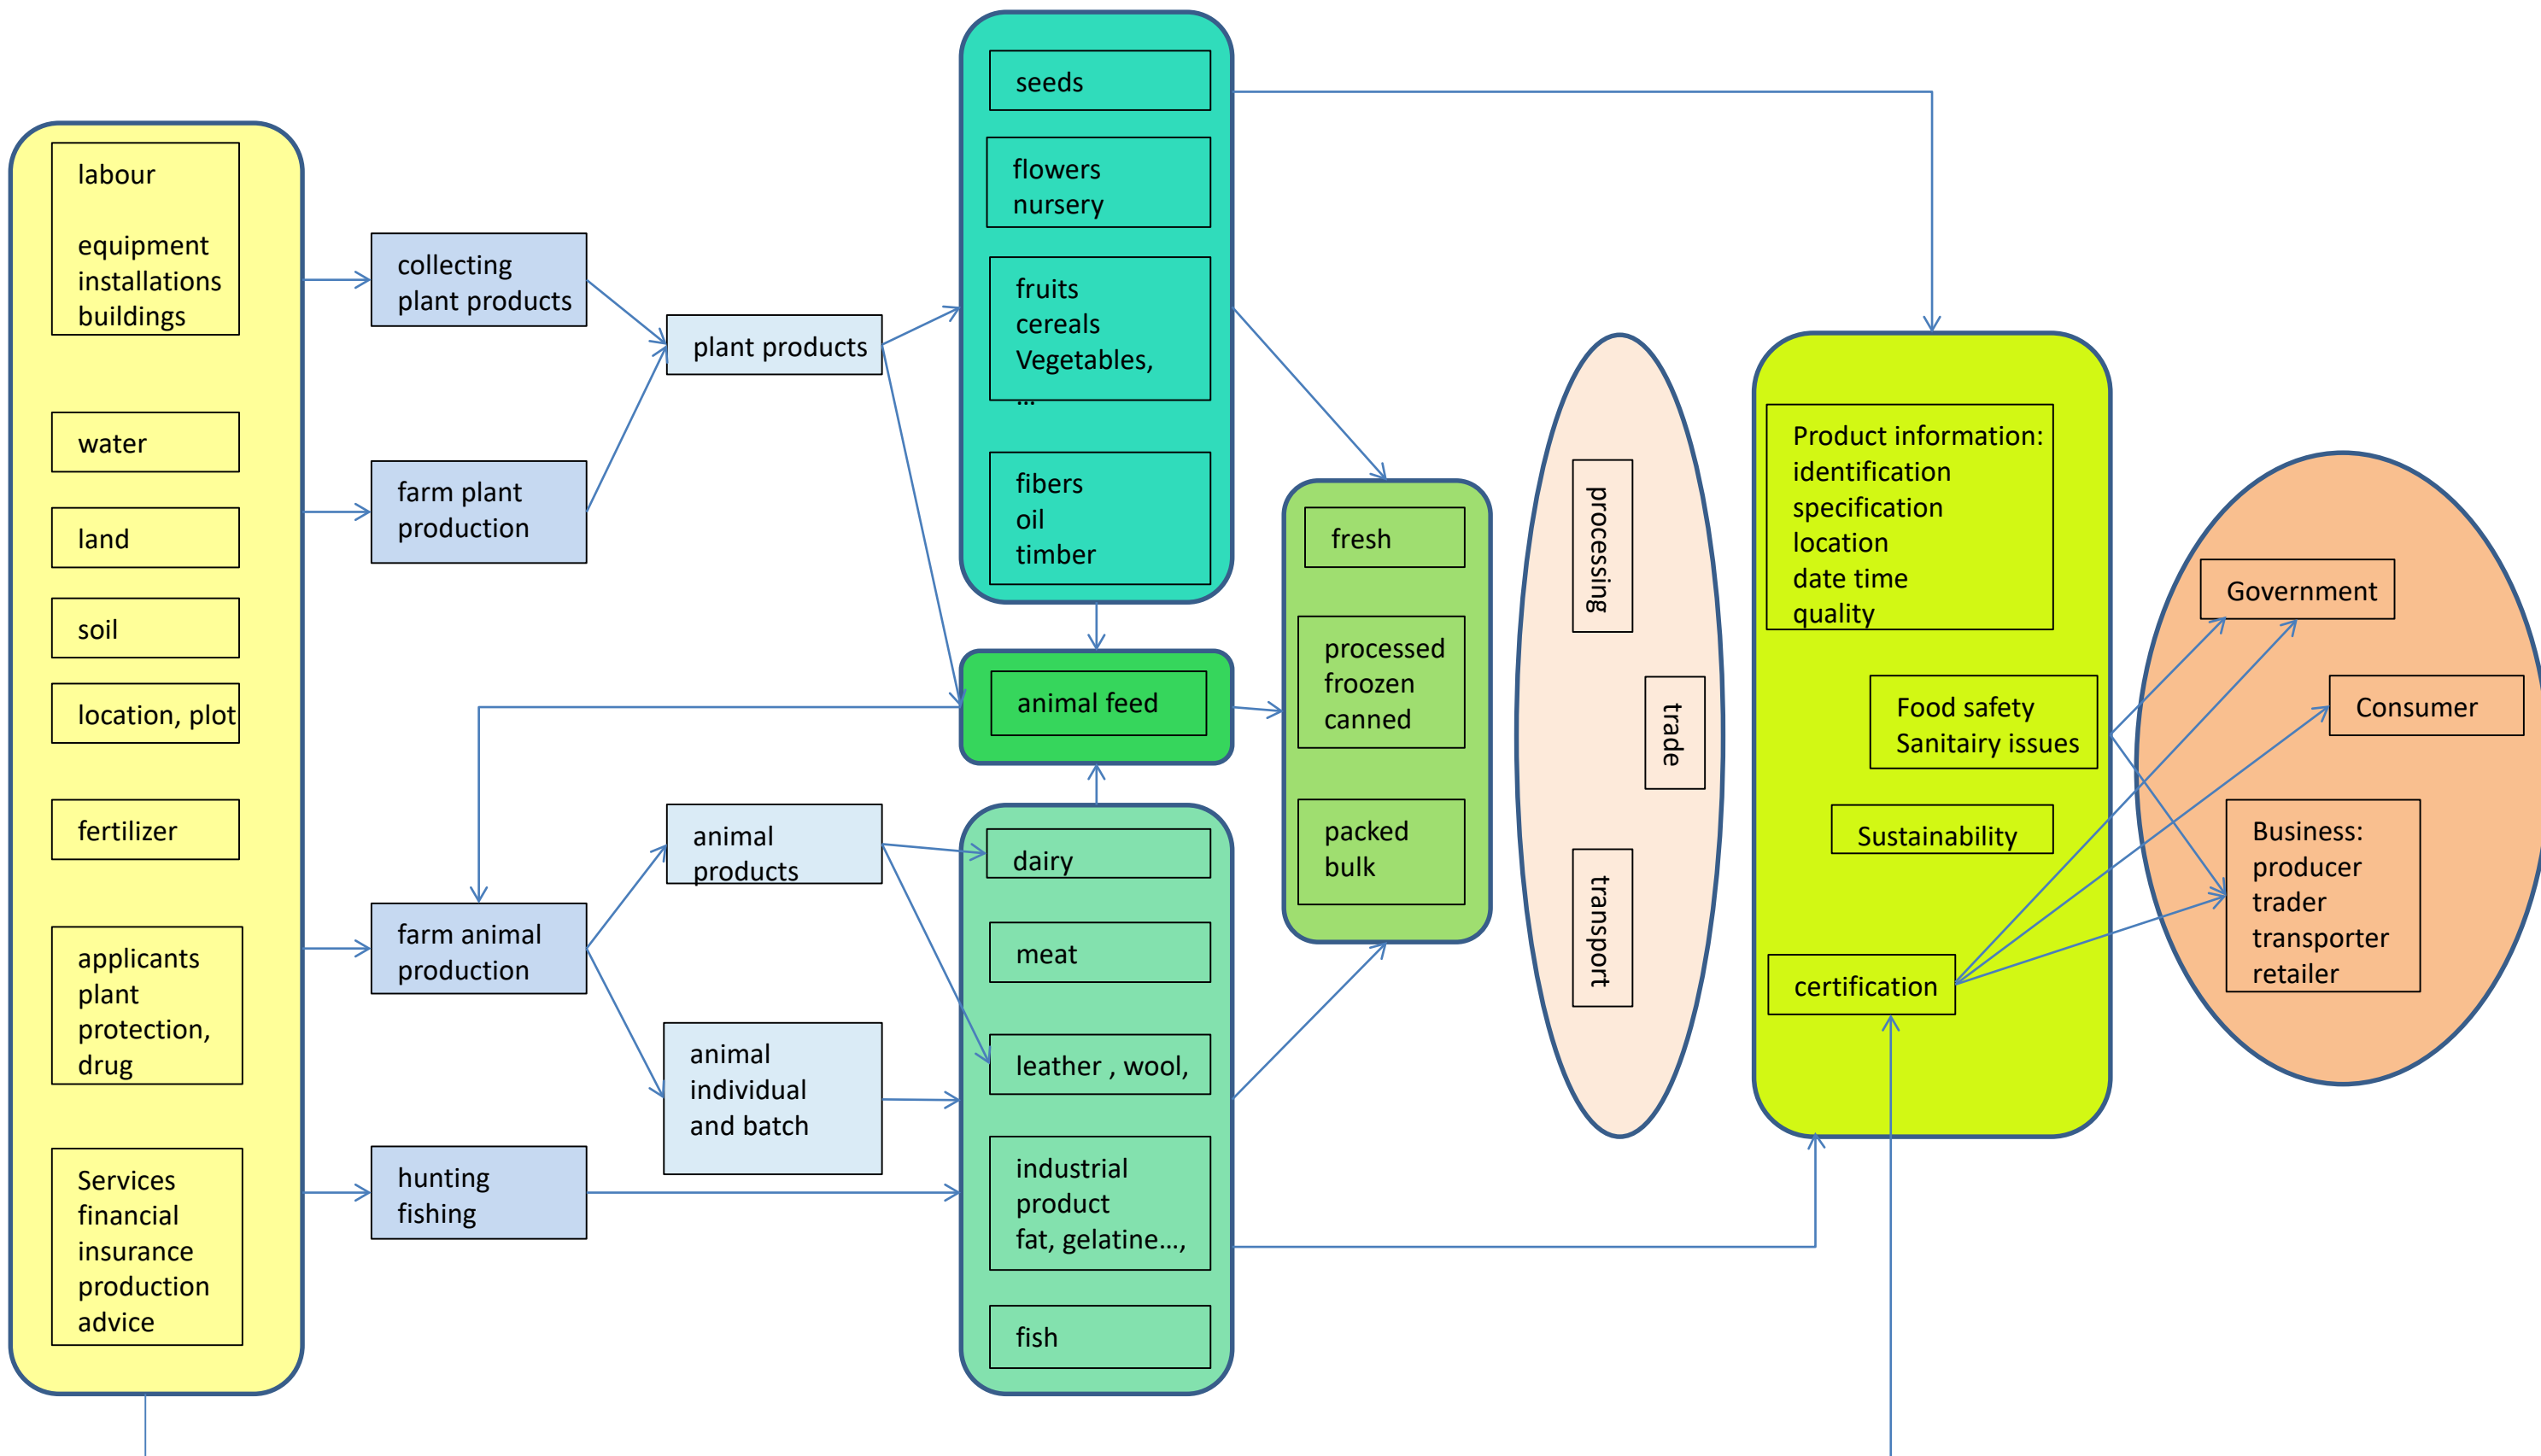 labour
equipment
installations
buildings
water
land
soil
location, plot
fertilizer
applicants
plant
protection,
drug
Services
financial
insurance
production
advice
collecting
plant products
farm plant
production
farm animal
production
hunting
fishing
plant products
animal
products
animal
individual
and batch
seeds
flowers
nursery
fruits
cereals
Vegetables,
...
fibers
oil
timber
animal feed
dairy
meat
leather , wool,
industrial
product
fat, gelatine...,
fish
fresh
processed
froozen
canned
packed
bulk
processing
trade
transport
Product information:
identification
specification
location
date time
quality
Food safety
Sanitairy issues
Sustainability
certification
Government
Consumer
Business:
producer
trader
transporter
retailer